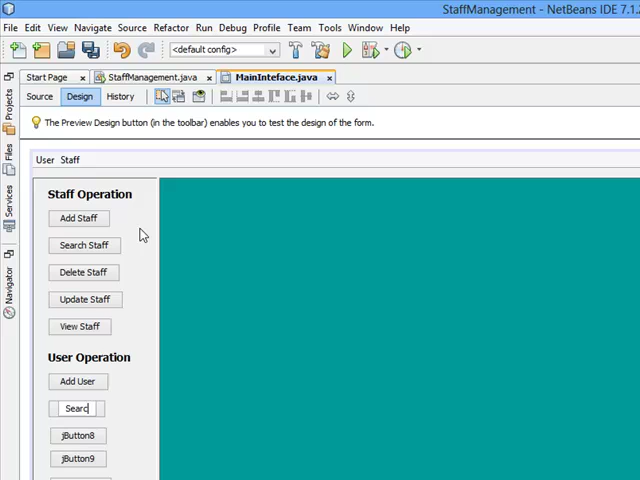 StaffManagement - NetBeans IDE 7.1.
File Edit View Navigate Source Refactor Run Debug Profile Team Tools Window Help
<default config>
Start Page StaffManagement.java MainInteface.java
Source Design History
The Preview Design button (in the toolbar) enables you to test the design of the form.
Projects
Files
Services
Navigator
User Staff
Staff Operation
Add Staff
Search Staff
Delete Staff
Update Staff
View Staff
User Operation
Add User
Searc
jButton8
jButton9